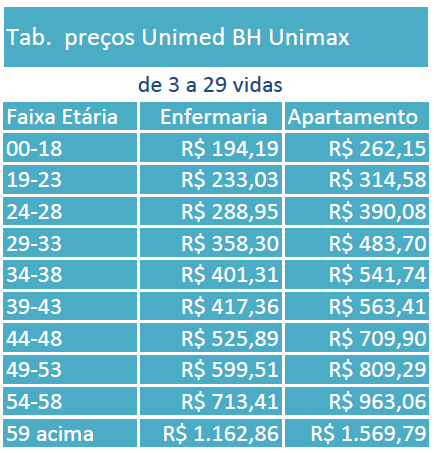 Tab.  preços Unimed BH Unimax
de 3 a 29 vidas
Faixa Etária Enfermaria Apartamento
00-18 R$ 194,19 R$ 262,15
19-23 R$ 233,03 R$ 314,58
24-28 R$ 288,95 R$ 390,08
29-33 R$ 358,30 R$ 483,70
34-38 R$ 401,31 R$ 541,74
39-43 R$ 417,36 R$ 563,41
44-48 R$ 525,89 R$ 709,90
49-53 R$ 599,51 R$ 809,29
54-58 R$ 713,41 R$ 963,06
59 acima R$ 1.162,86 R$ 1.569,79